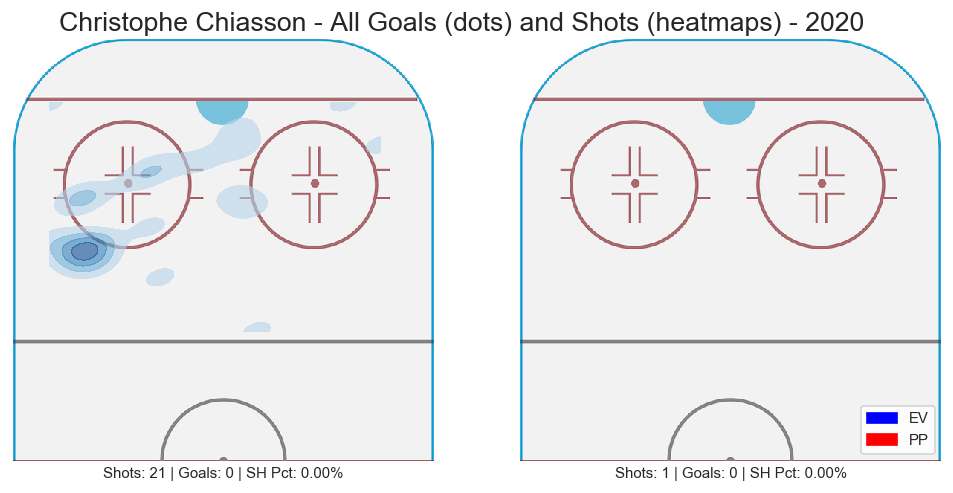 Christophe Chiasson - All Goals (dots) and Shots (heatmaps) - 2020
EV
PP
Shots: 21 | Goals: 0 | SH Pct: 0.00%
Shots: 1 | Goals: 0 | SH Pct: 0.00%